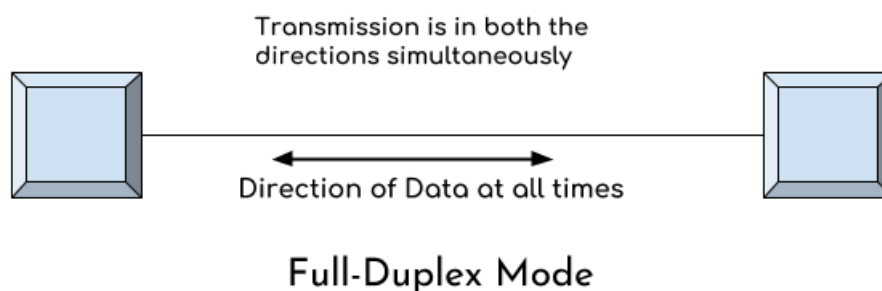 Transmission is in both the
directions simultaneously
Direction of Data at all times
Full-Duplex Mode